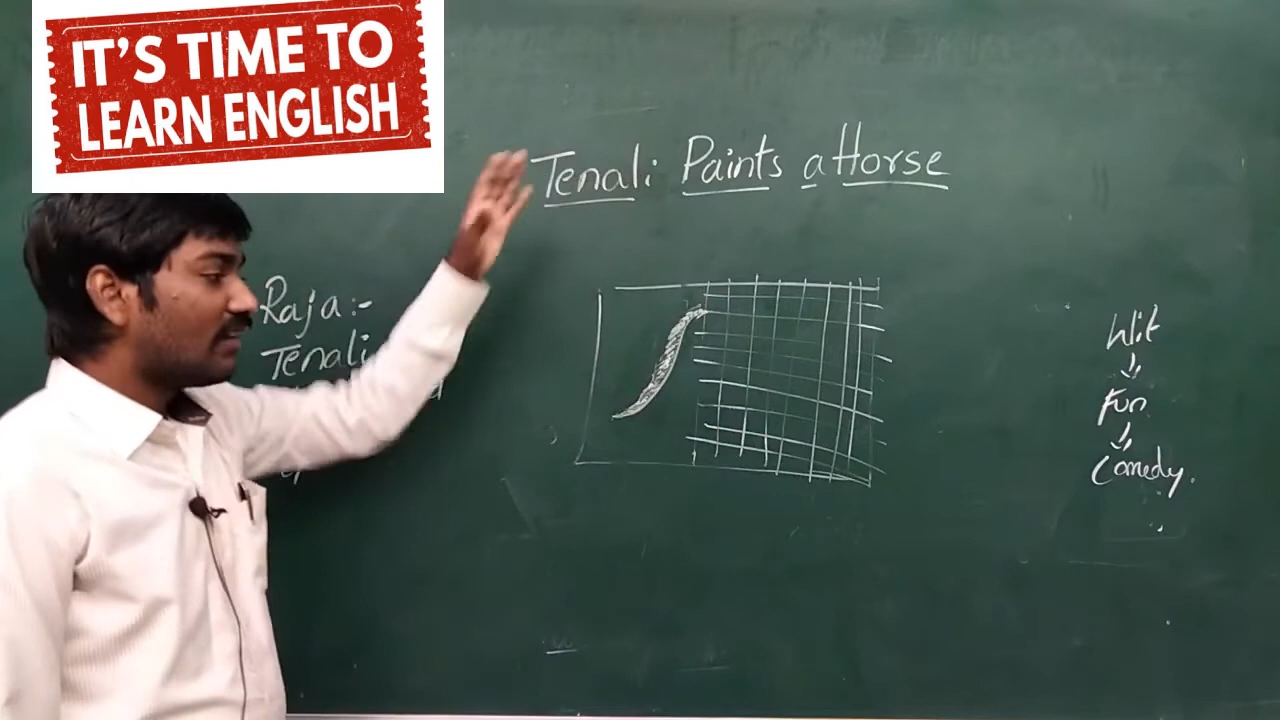 IT'S TIME TO
LEARN ENGLISH
Tenali Paints a Horse
Raja:-
Tenali
Wit
Fun
Comedy.